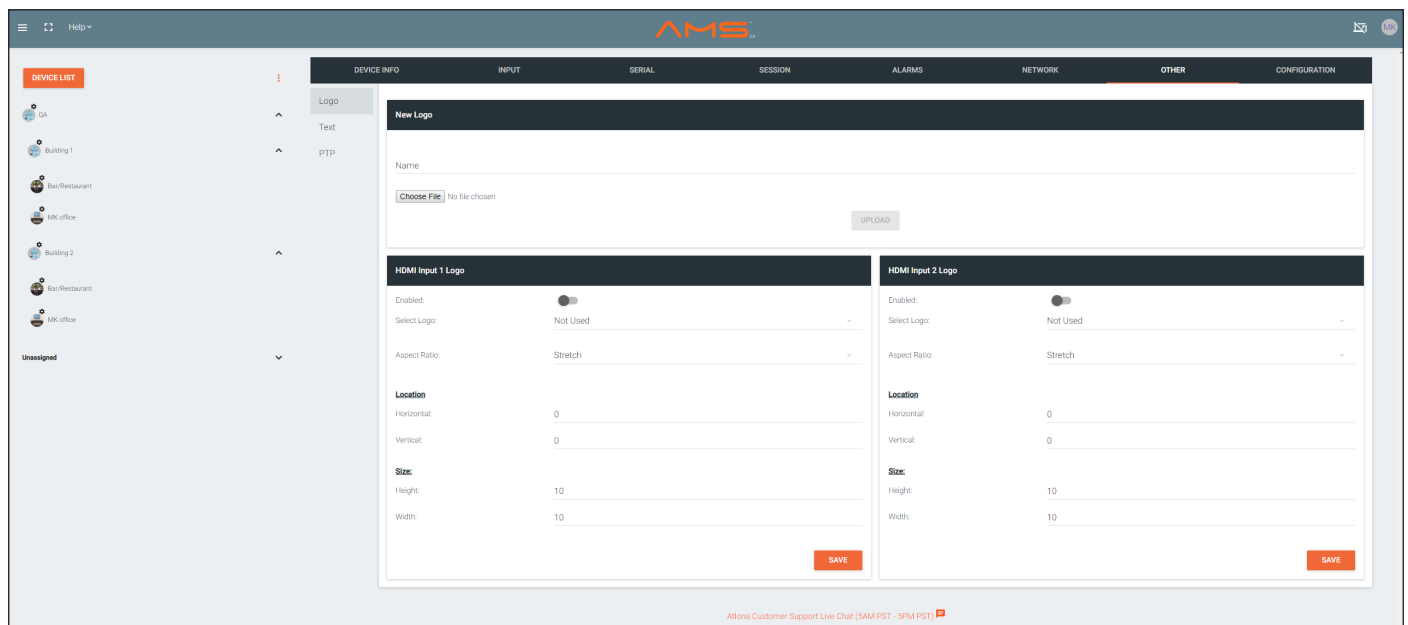 Help
AMS
MK
DEVICE LIST
QA
Building 1
Bar/Restaurant
MK office
Building 2
Bar/Restaurant
MK office
Unassigned
DEVICE INFO INPUT SERIAL SESSION ALARMS NETWORK OTHER CONFIGURATION
Logo
Text
PTP
New Logo
Name
Choose File No file chosen
UPLOAD
HDMI Input 1 Logo
Enabled:
Select Logo: Not Used
Aspect Ratio: Stretch
Location
Horizontal: 0
Vertical: 0
Size:
Height: 10
Width: 10
SAVE
HDMI Input 2 Logo
Enabled:
Select Logo: Not Used
Aspect Ratio: Stretch
Location
Horizontal: 0
Vertical: 0
Size:
Height: 10
Width: 10
SAVE
Atlona Customer Support Live Chat (5AM PST - 5PM PST)